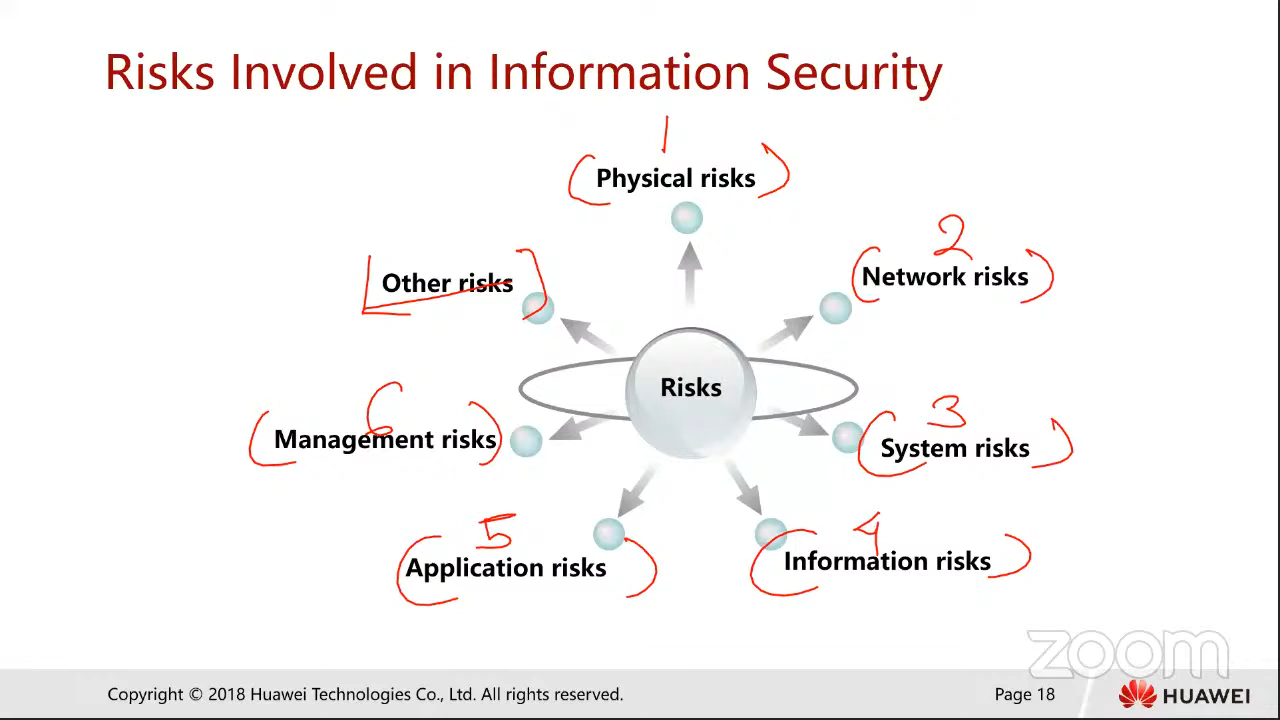 Risks Involved in Information Security
1
Physical risks
2
Other risks
Network risks
Risks
6
3
Management risks
System risks
5
4
Application risks
Information risks
zoom
Copyright © 2018 Huawei Technologies Co., Ltd. All rights reserved.
Page 18
HUAWEI